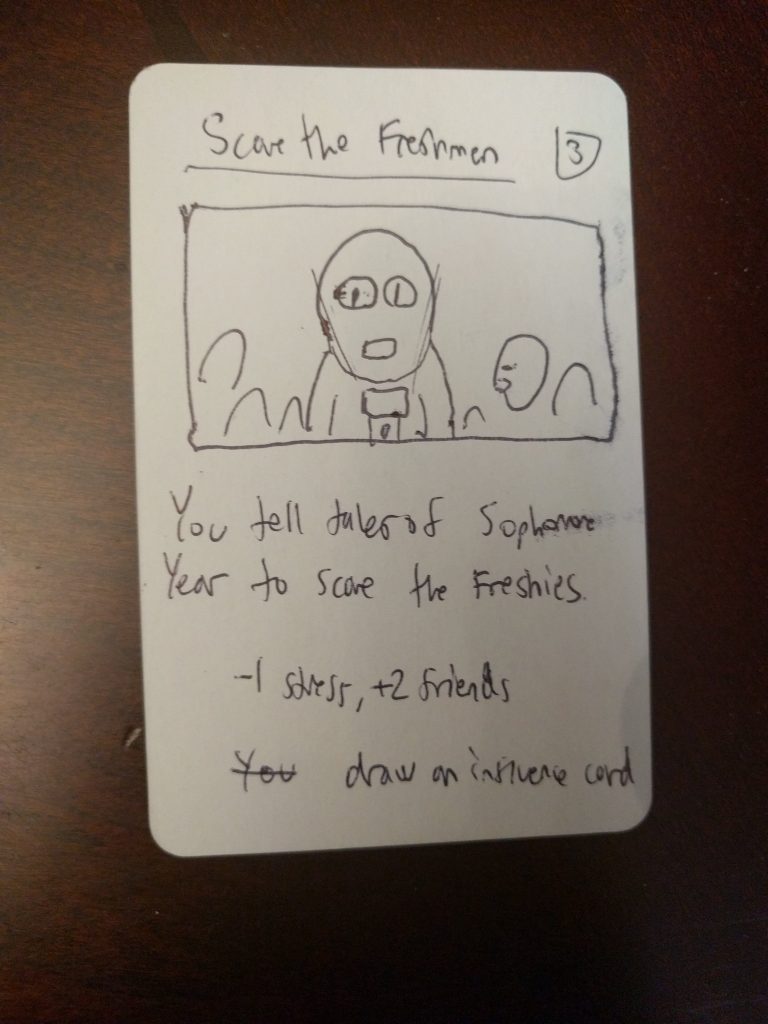 Scare the Freshmen 3
You tell tales of Sophomore
Year to scare the Freshies.
-1 stress, +2 friends
You draw an influence card